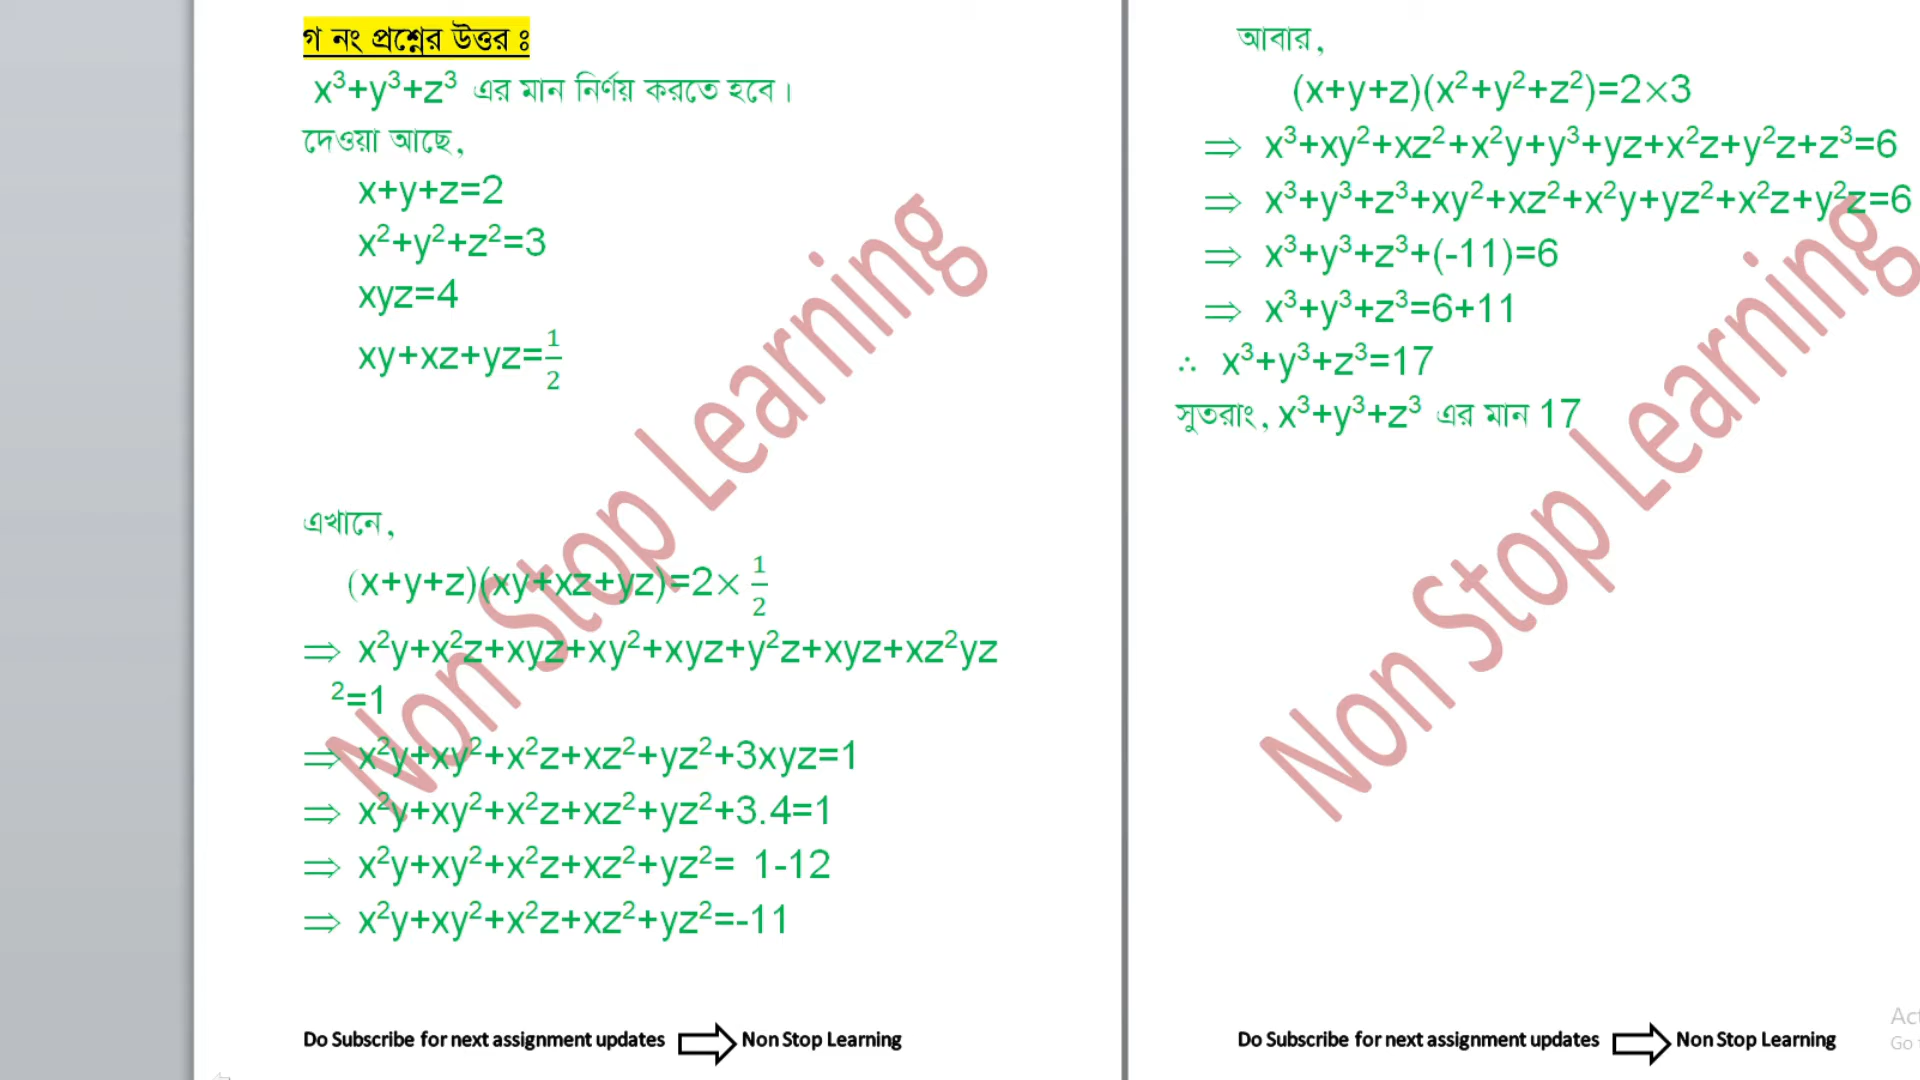 গ নং প্রশ্নের উত্তর ঃ
x³+y³+z³ এর মান নির্ণয় করতে হবে।
দেওয়া আছে,
x+y+z=2
x²+y²+z²=3
xyz=4
xy+xz+yz=1/2
এখানে,
(x+y+z)(xy+xz+yz)=2× 1/2
⇒ x²y+x²z+xyz+xy²+xyz+y²z+xyz+xz²yz
²=1
⇒ x²y+xy²+x²z+xz²+yz²+3xyz=1
⇒ x²y+xy²+x²z+xz²+yz²+3.4=1
⇒ x²y+xy²+x²z+xz²+yz²= 1-12
⇒ x²y+xy²+x²z+xz²+yz²=-11
Non Stop Learning
Do Subscribe for next assignment updates ⇒ Non Stop Learning
আবার,
(x+y+z)(x²+y²+z²)=2×3
⇒ x³+xy²+xz²+x²y+y³+yz+x²z+y²z+z³=6
⇒ x³+y³+z³+xy²+xz²+x²y+yz²+x²z+y²z=6
⇒ x³+y³+z³+(-11)=6
⇒ x³+y³+z³=6+11
∴ x³+y³+z³=17
সুতরাং, x³+y³+z³ এর মান 17
Non Stop Learning
Do Subscribe for next assignment updates ⇒ Non Stop Learning
Go